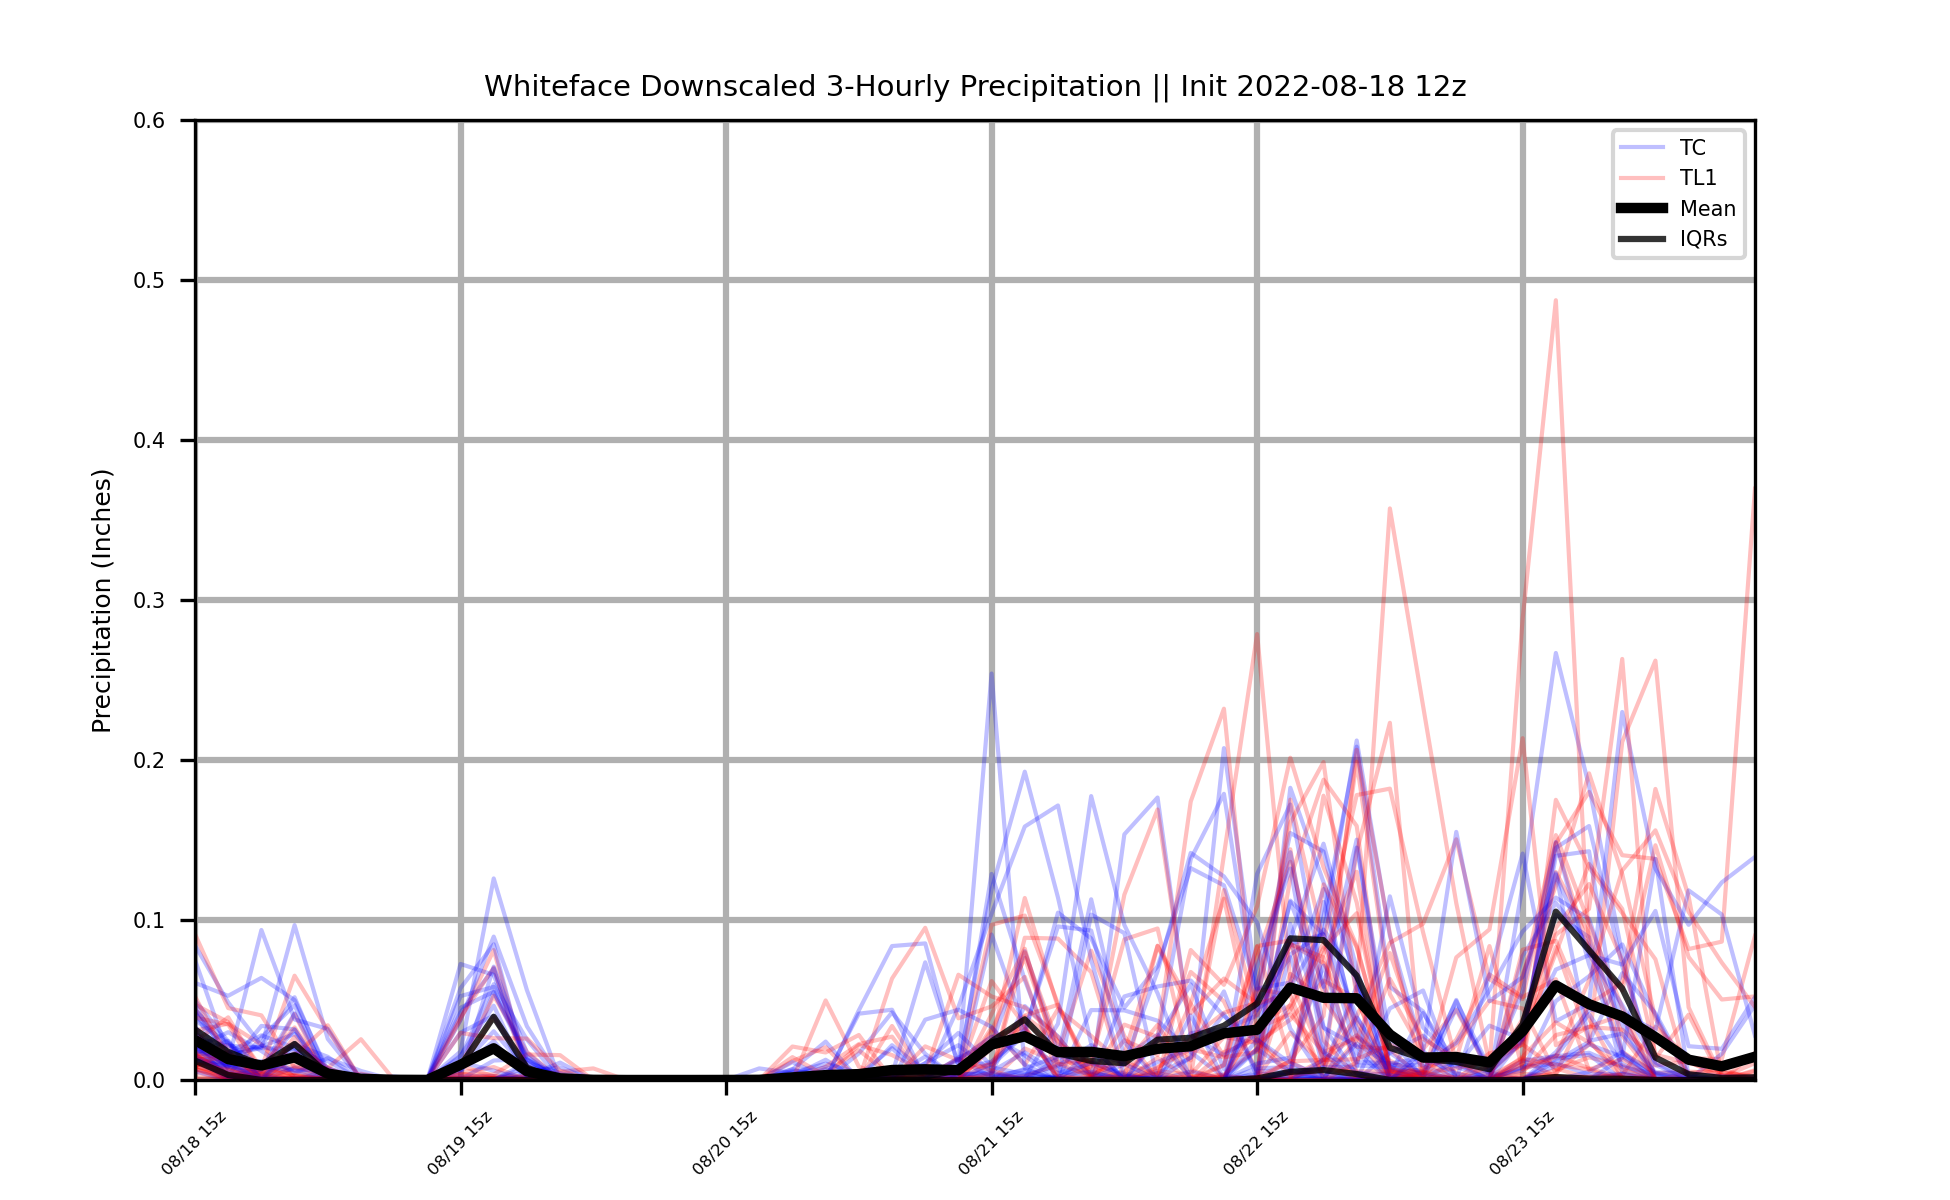 Whiteface Downscaled 3-Hourly Precipitation || Init 2022-08-18 12z
TC
TL1
Mean
IQRs
Precipitation (Inches)
0.6
0.5
0.4
0.3
0.2
0.1
0.0
08/18 15z
08/19 15z
08/20 15z
08/21 15z
08/22 15z
08/23 15z